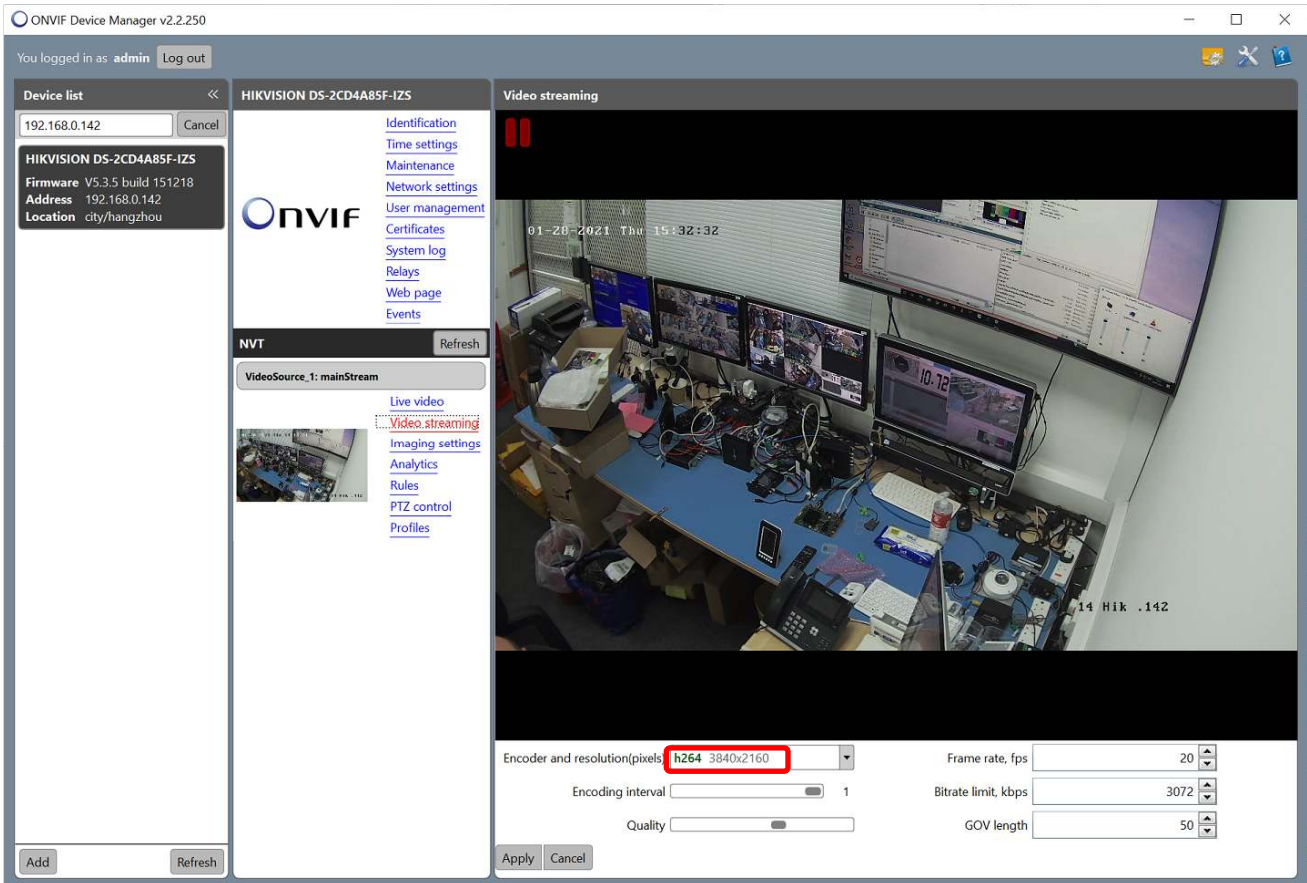 ONVIF Device Manager v2.2.250
You logged in as admin Log out
Device list
192.168.0.142 Cancel
HIKVISION DS-2CD4A85F-IZS
Firmware V5.3.5 build 151218
Address 192.168.0.142
Location city/hangzhou
Add Refresh
HIKVISION DS-2CD4A85F-IZS
ONVIF
Identification
Time settings
Maintenance
Network settings
User management
Certificates
System log
Relays
Web page
Events
NVT Refresh
VideoSource_1: mainStream
Live video
Video streaming
Imaging settings
Analytics
Rules
PTZ control
Profiles
Video streaming
01-28-2021 Thu 15:32:32
10.72
14 Hik .142
Encoder and resolution(pixels) h264 3840x2160
Frame rate, fps 20
Encoding interval 1
Bitrate limit, kbps 3072
Quality
GOV length 50
Apply Cancel